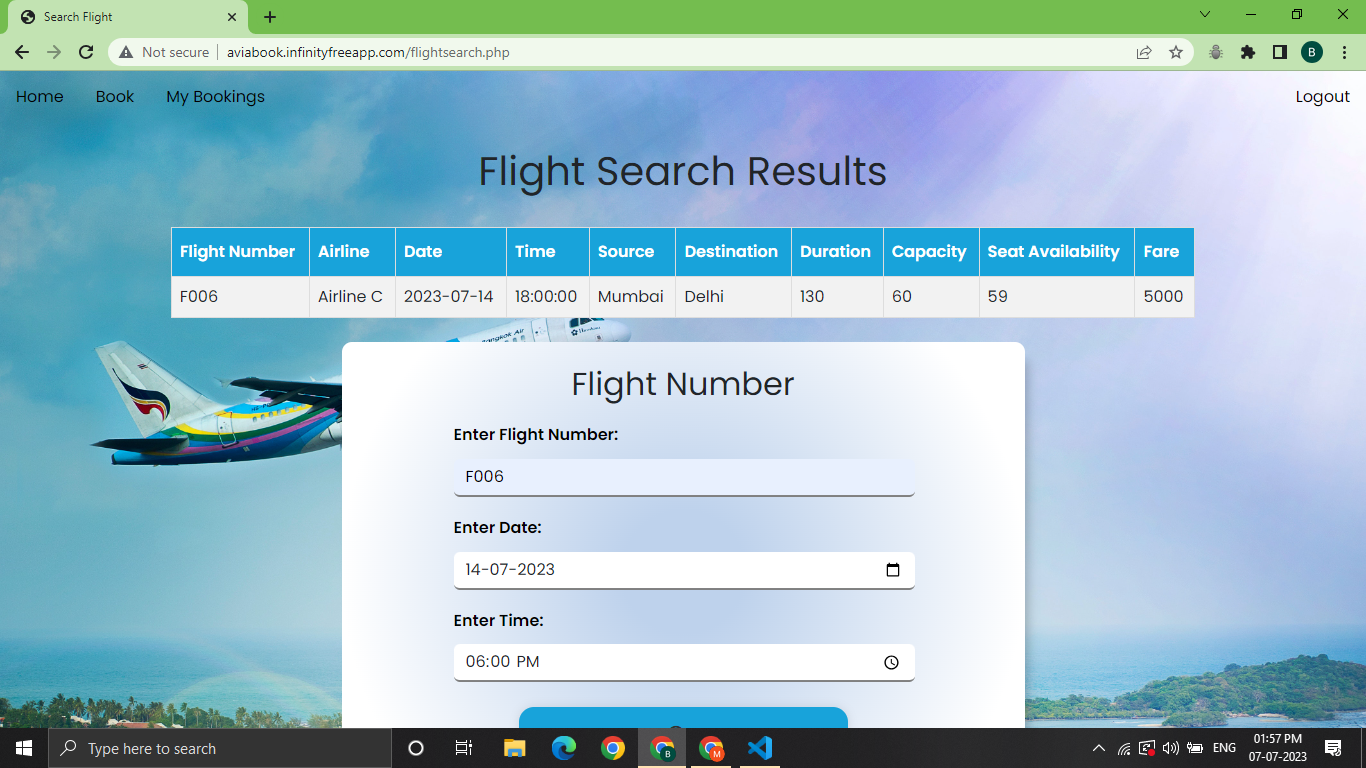 Search Flight
Not secure aviabook.infinityfreeapp.com/flightsearch.php
B
Home Book My Bookings Logout
Flight Search Results
Flight Number Airline Date Time Source Destination Duration Capacity Seat Availability Fare
F006 Airline C 2023-07-14 18:00:00 Mumbai Delhi 130 60 59 5000
Flight Number
Enter Flight Number:
F006
Enter Date:
14-07-2023
Enter Time:
06:00 PM
Type here to search
B
M
ENG
01:57 PM
07-07-2023